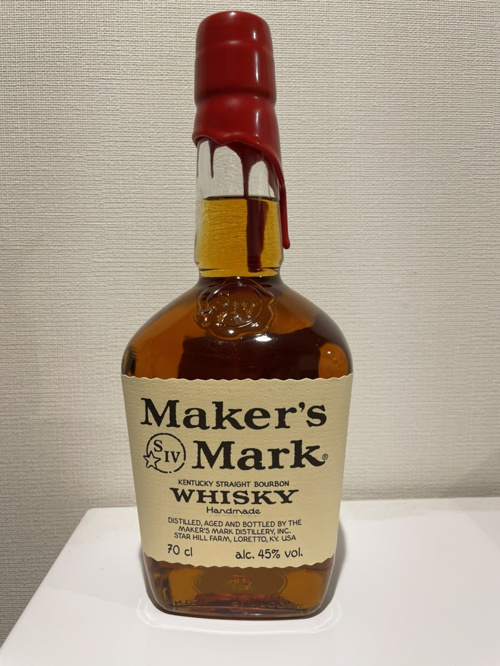 Maker's
S IV Mark®
KENTUCKY STRAIGHT BOURBON
WHISKY
Handmade
DISTILLED, AGED AND BOTTLED BY THE
MAKER'S MARK DISTILLERY, INC.
STAR HILL FARM, LORETTO, KY. USA
70 cl alc. 45% vol.